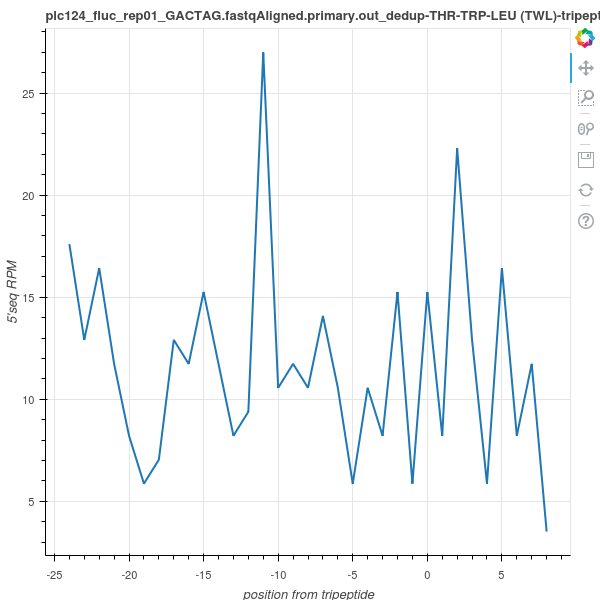 plc124_fluc_rep01_GACTAG.fastqAligned.primary.out_dedup-THR-TRP-LEU (TWL)-tripept
25
20
15
10
5
5'seq RPM
-25 -20 -15 -10 -5 0 5
position from tripeptide